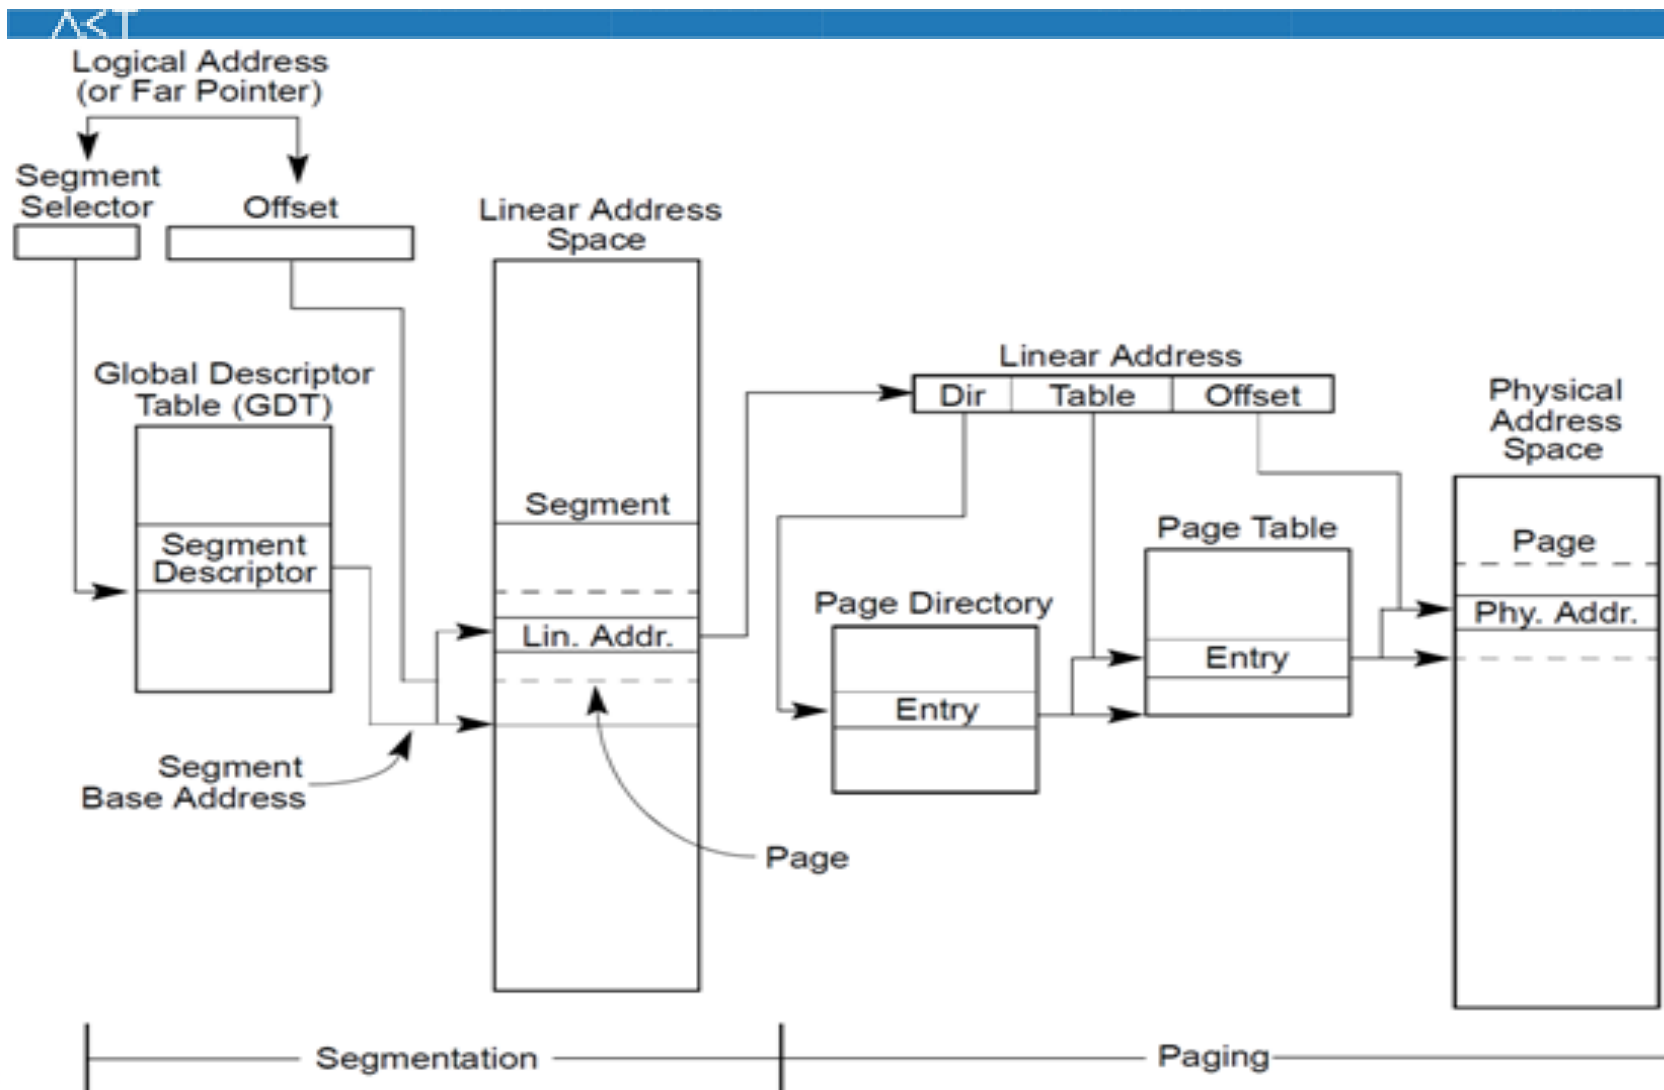 Logical Address
(or Far Pointer)
Segment
Selector
Offset
Linear Address
Space
Global Descriptor
Table (GDT)
Segment
Descriptor
Segment
Lin. Addr.
Segment
Base Address
Page
Linear Address
Dir
Table
Offset
Page Directory
Entry
Page Table
Entry
Physical
Address
Space
Page
Phy. Addr.
Segmentation
Paging